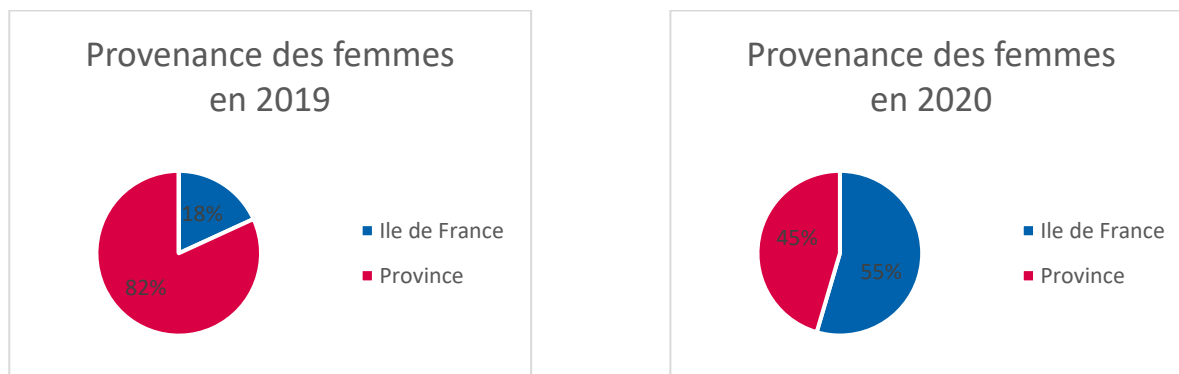 Provenance des femmes
en 2019
18%
82%
Ile de France
Province
Provenance des femmes
en 2020
45%
55%
Ile de France
Province